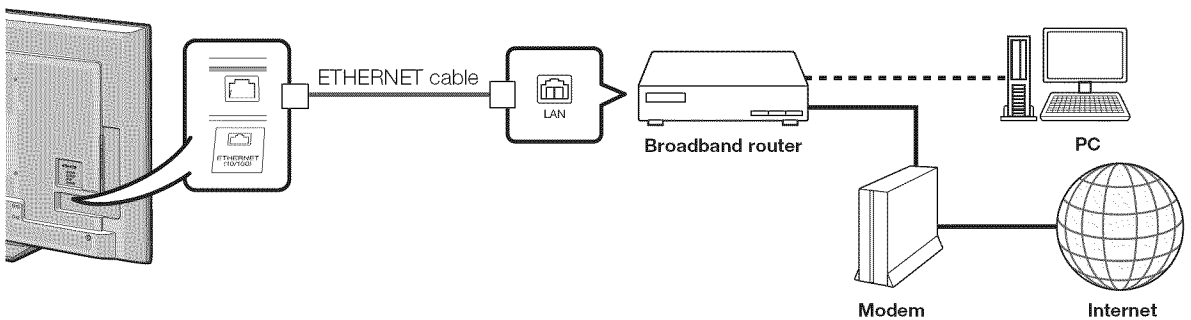 ETHERNET cable
ETHERNET
(10/100)
LAN
Broadband router
PC
Modem
Internet